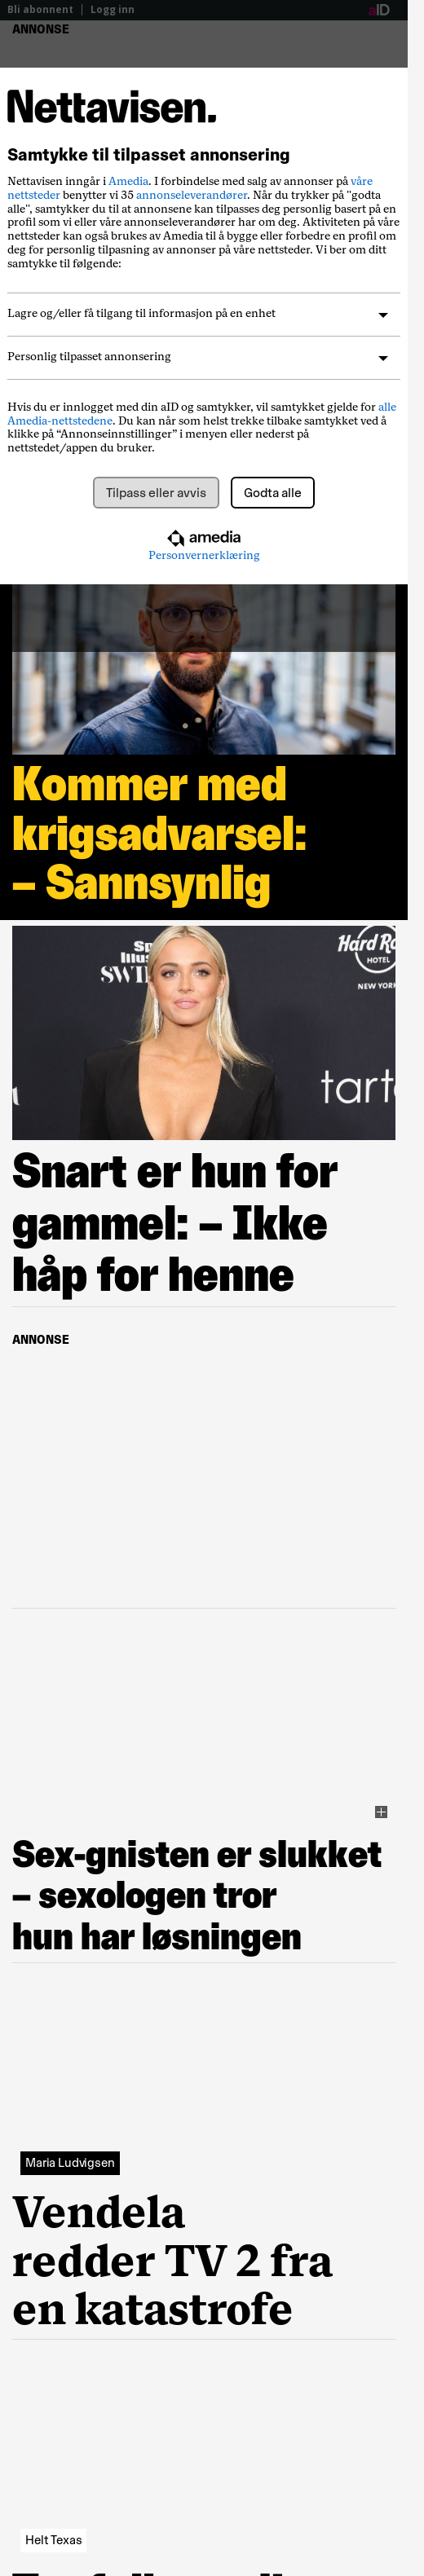 Bli abonnent | Logg inn
aID
ANNONSE
Nettavisen.
Samtykke til tilpasset annonsering
Nettavisen inngår i Amedia. I forbindelse med salg av annonser på våre
nettsteder benytter vi 35 annonseleverandører. Når du trykker på "godta
alle", samtykker du til at annonsene kan tilpasses deg personlig basert på en
profil som vi eller våre annonseleverandører har om deg. Aktiviteten på våre
nettsteder kan også brukes av Amedia til å bygge eller forbedre en profil om
deg for personlig tilpasning av annonser på våre nettsteder. Vi ber om ditt
samtykke til følgende:
Lagre og/eller få tilgang til informasjon på en enhet
Personlig tilpasset annonsering
Hvis du er innlogget med din aID og samtykker, vil samtykket gjelde for alle
Amedia-nettstedene. Du kan når som helst trekke tilbake samtykket ved å
klikke på “Annonseinnstillinger” i menyen eller nederst på
nettstedet/appen du bruker.
Tilpass eller avvis
Godta alle
amedia
Personvernerklæring
Kommer med
krigsadvarsel:
– Sannsynlig
Hard Ro
HOTEL
NEW YORK
tart
Snart er hun for
gammel: – Ikke
håp for henne
ANNONSE
Sex-gnisten er slukket
– sexologen tror
hun har løsningen
Maria Ludvigsen
Vendela
redder TV 2 fra
en katastrofe
Helt Texas